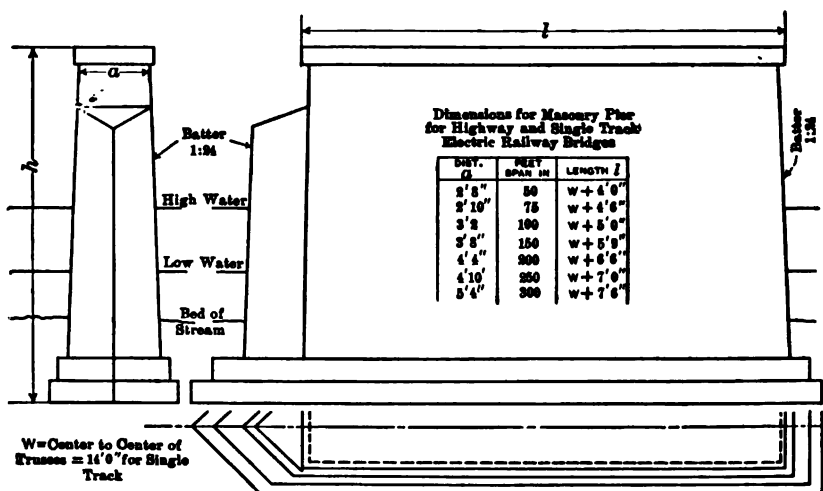 l
a
h
Batter
1:24
Batter
1:24
Dimensions for Masonry Pier
for Highway and Single Track
Electric Railway Bridges
DIST. a FEET SPAN IN LENGTH l
2'8" 50 W + 4'0"
2'10" 75 W + 4'6"
3'2 100 W + 5'0"
3'8" 150 W + 5'9"
4'4" 200 W + 6'6"
4'10' 250 W + 7'0"
5'4" 300 W + 7'6"
High Water
Low Water
Bed of
Stream
W=Center to Center of
Trusses = 14'0" for Single
Track